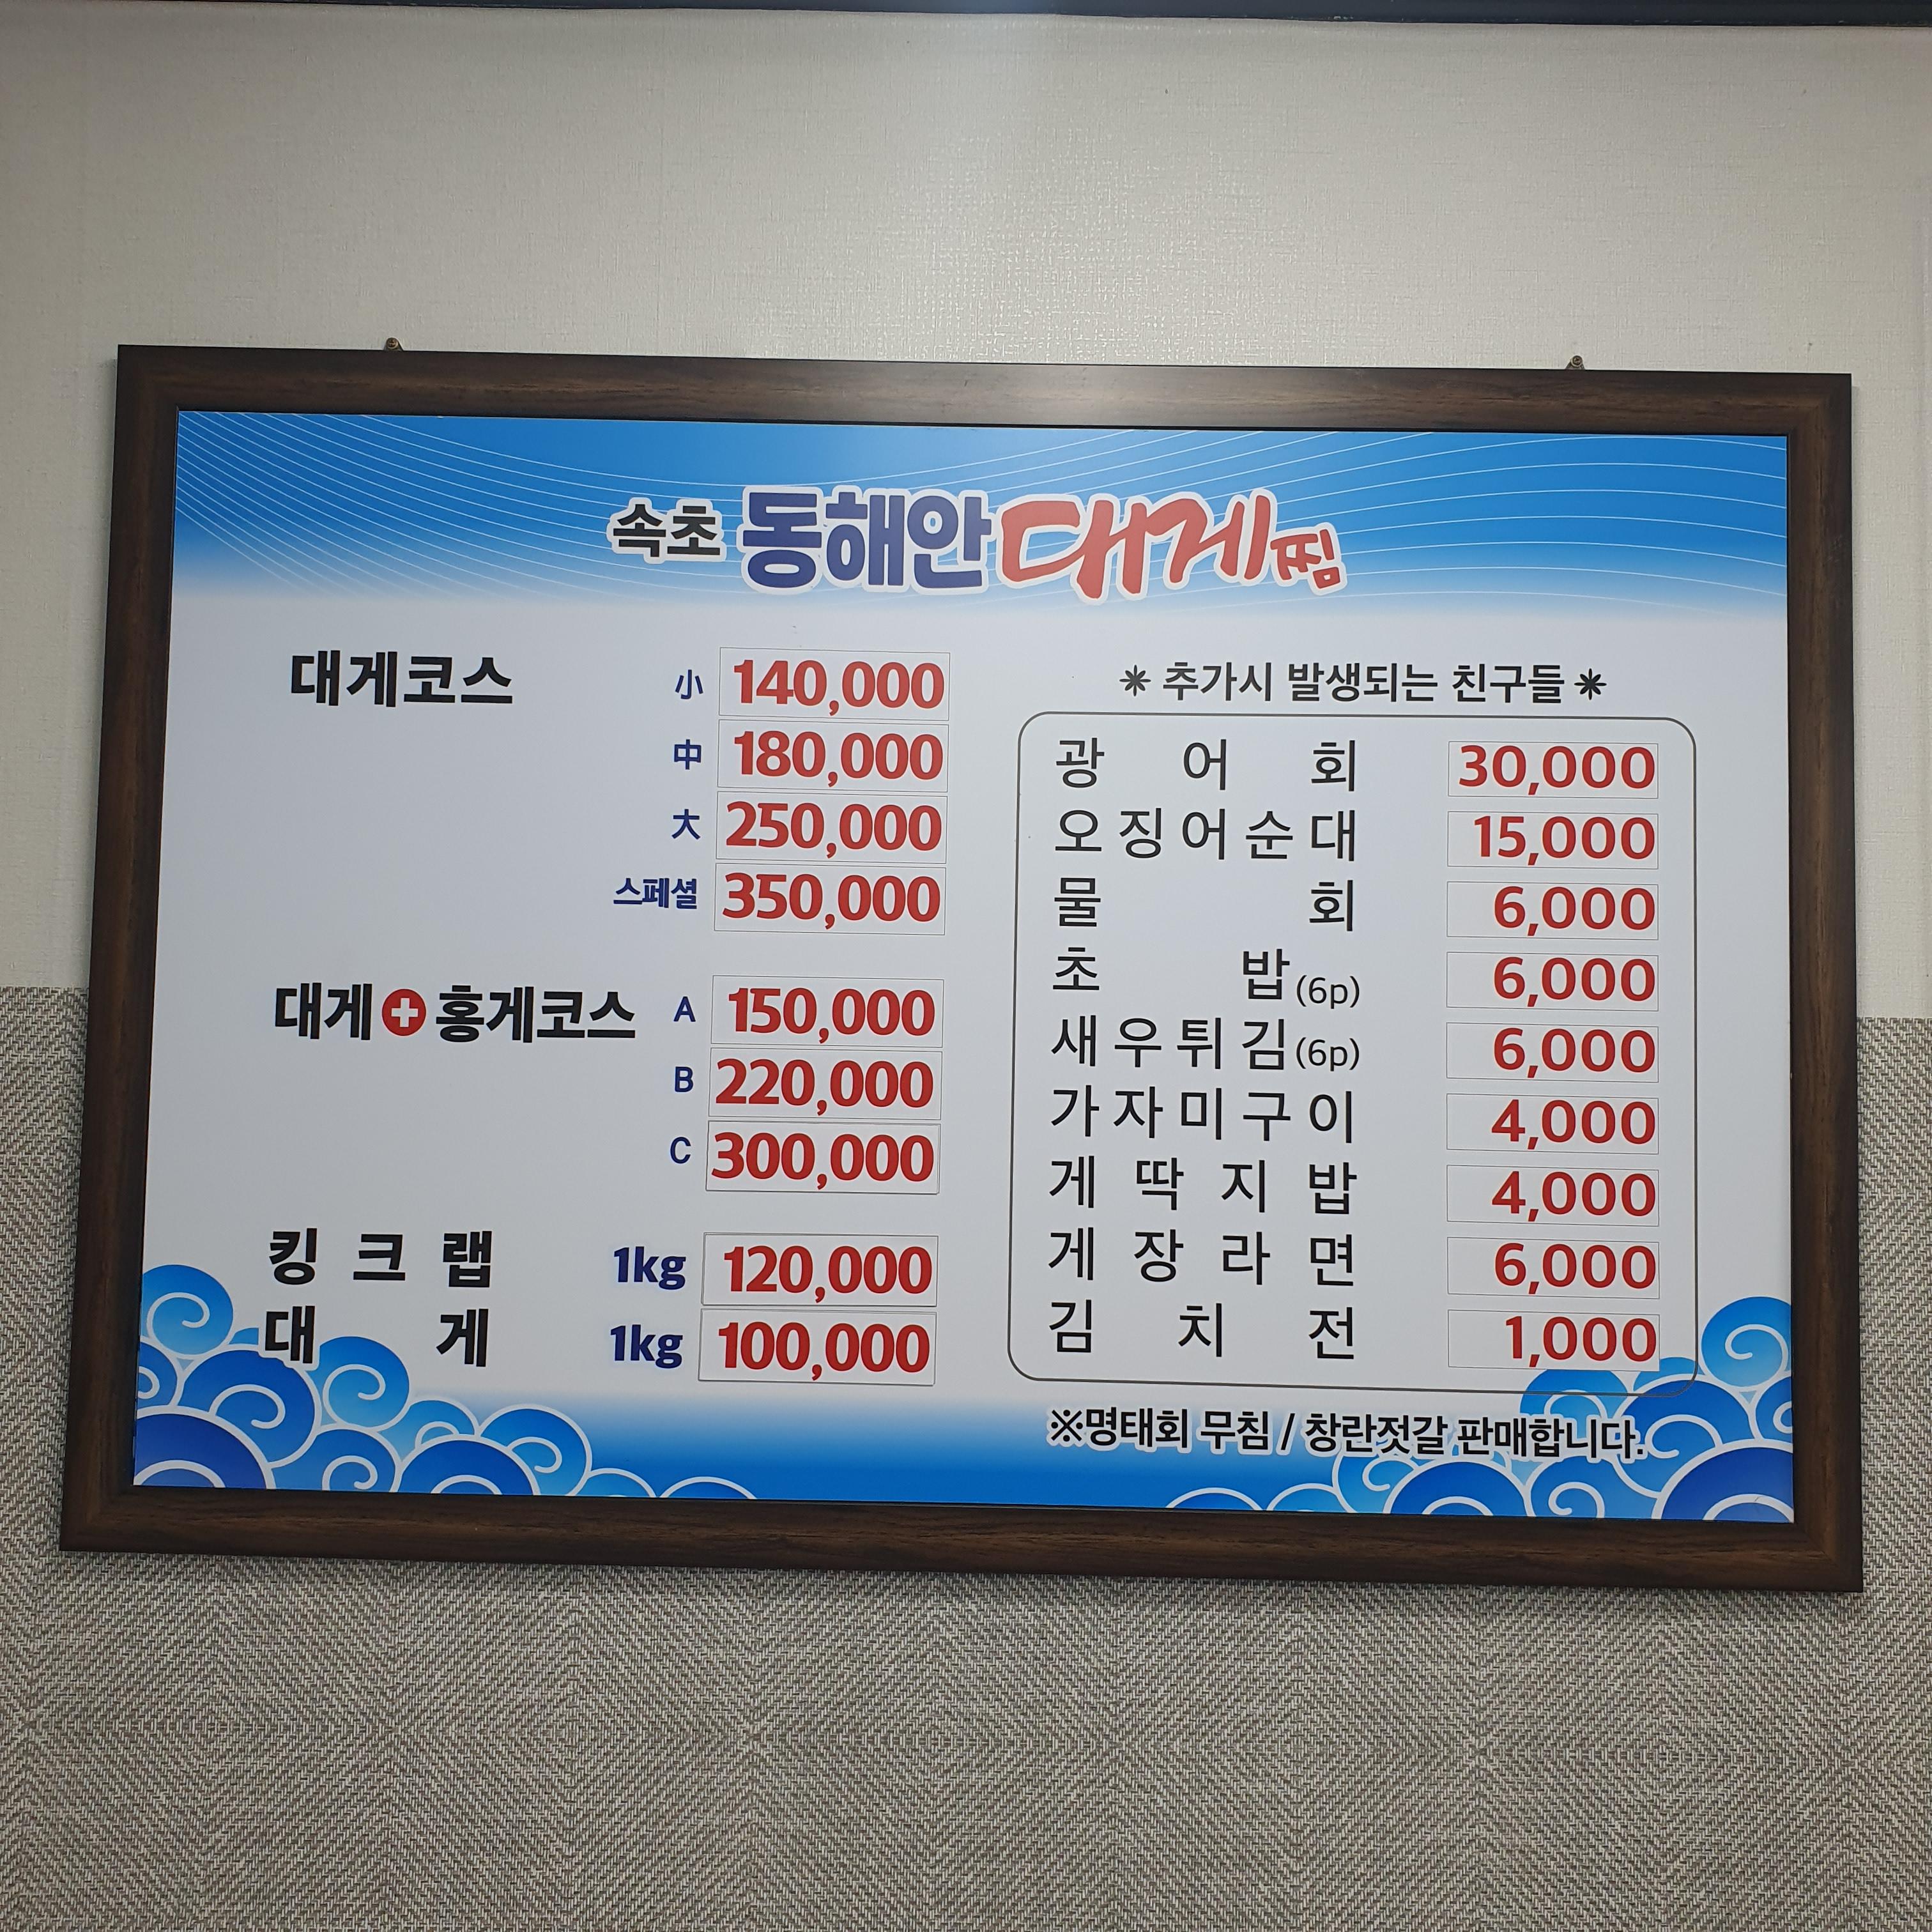 속초 동해안 대게찜
대게코스 小 140,000
中 180,000
大 250,000
스페셜 350,000
대게+홍게코스 A 150,000
B 220,000
C 300,000
킹크랩 1kg 120,000
대게 1kg 100,000
✳ 추가시 발생되는 친구들 ✳
광어회 30,000
오징어순대 15,000
물회 6,000
초밥(6p) 6,000
새우튀김(6p) 6,000
가자미구이 4,000
게딱지밥 4,000
게장라면 6,000
김치전 1,000
※명태회 무침 / 창란젓갈 판매합니다.